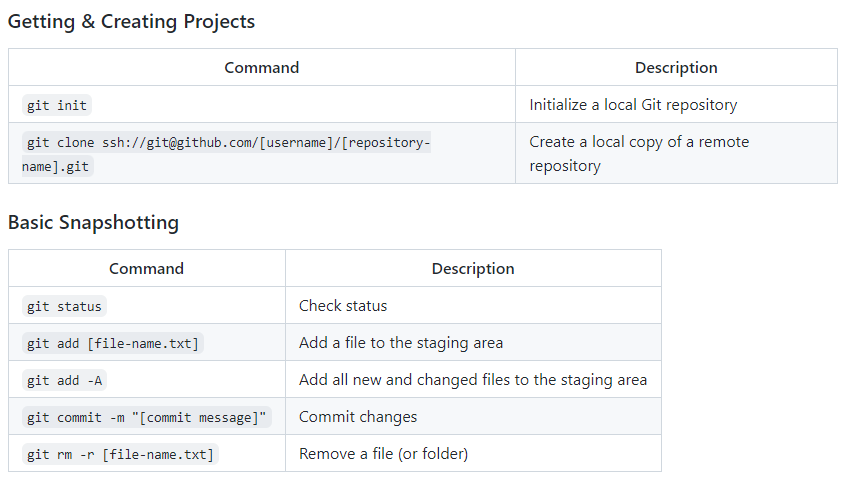 Getting & Creating Projects
Command Description
git init Initialize a local Git repository
git clone ssh://git@github.com/[username]/[repository- Create a local copy of a remote
name].git repository
Basic Snapshotting
Command Description
git status Check status
git add [file-name.txt] Add a file to the staging area
git add -A Add all new and changed files to the staging area
git commit -m "[commit message]" Commit changes
git rm -r [file-name.txt] Remove a file (or folder)